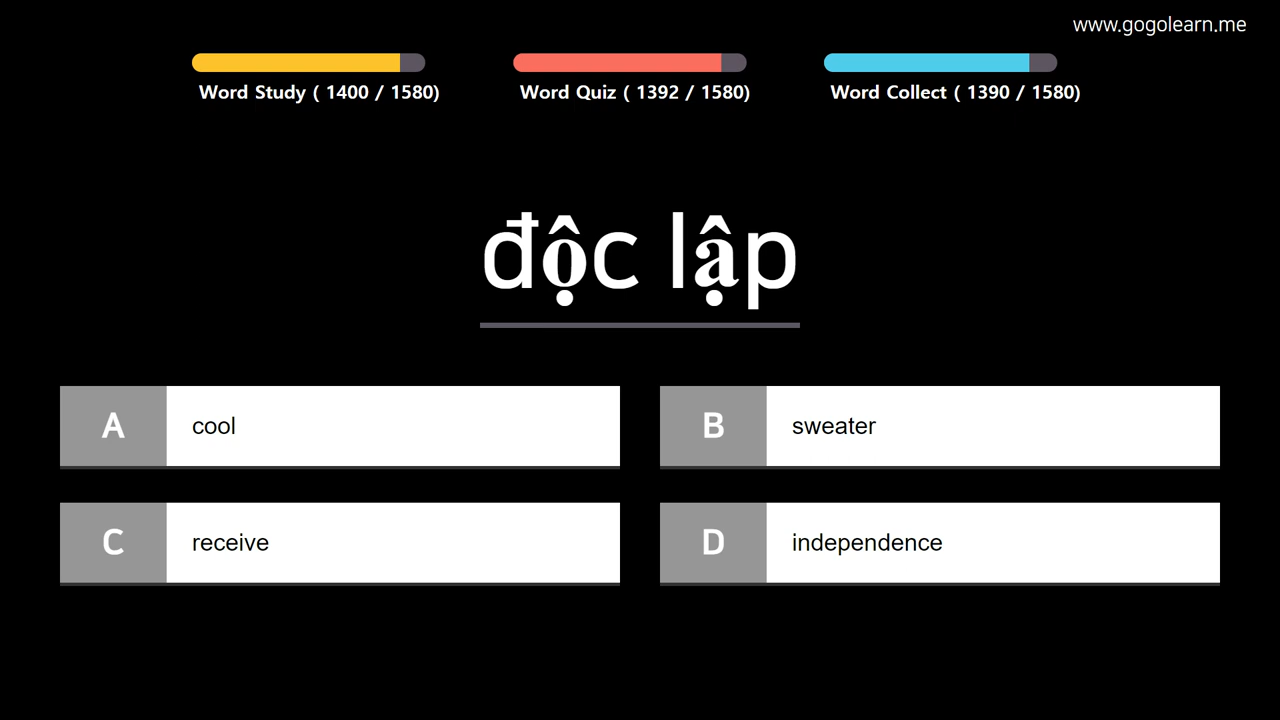 www.gogolearn.me
Word Study ( 1400 / 1580)
Word Quiz ( 1392 / 1580)
Word Collect ( 1390 / 1580)
độc lập
A cool
B sweater
C receive
D independence